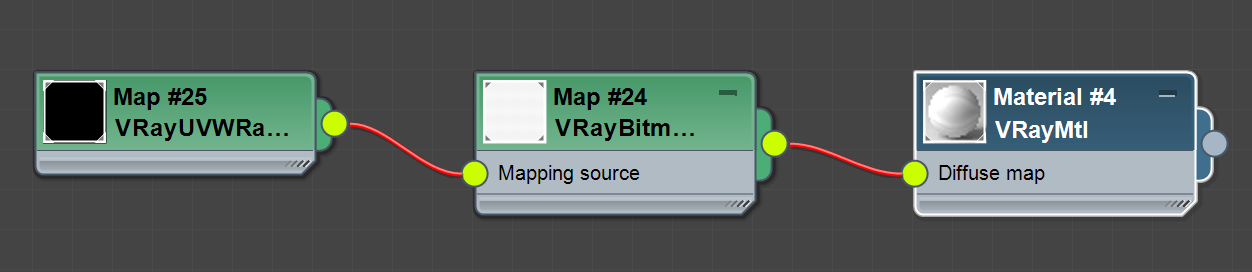 Map #25
VRayUVWRa...
Map #24
VRayBitm...
Mapping source
Material #4
VRayMtl
Diffuse map